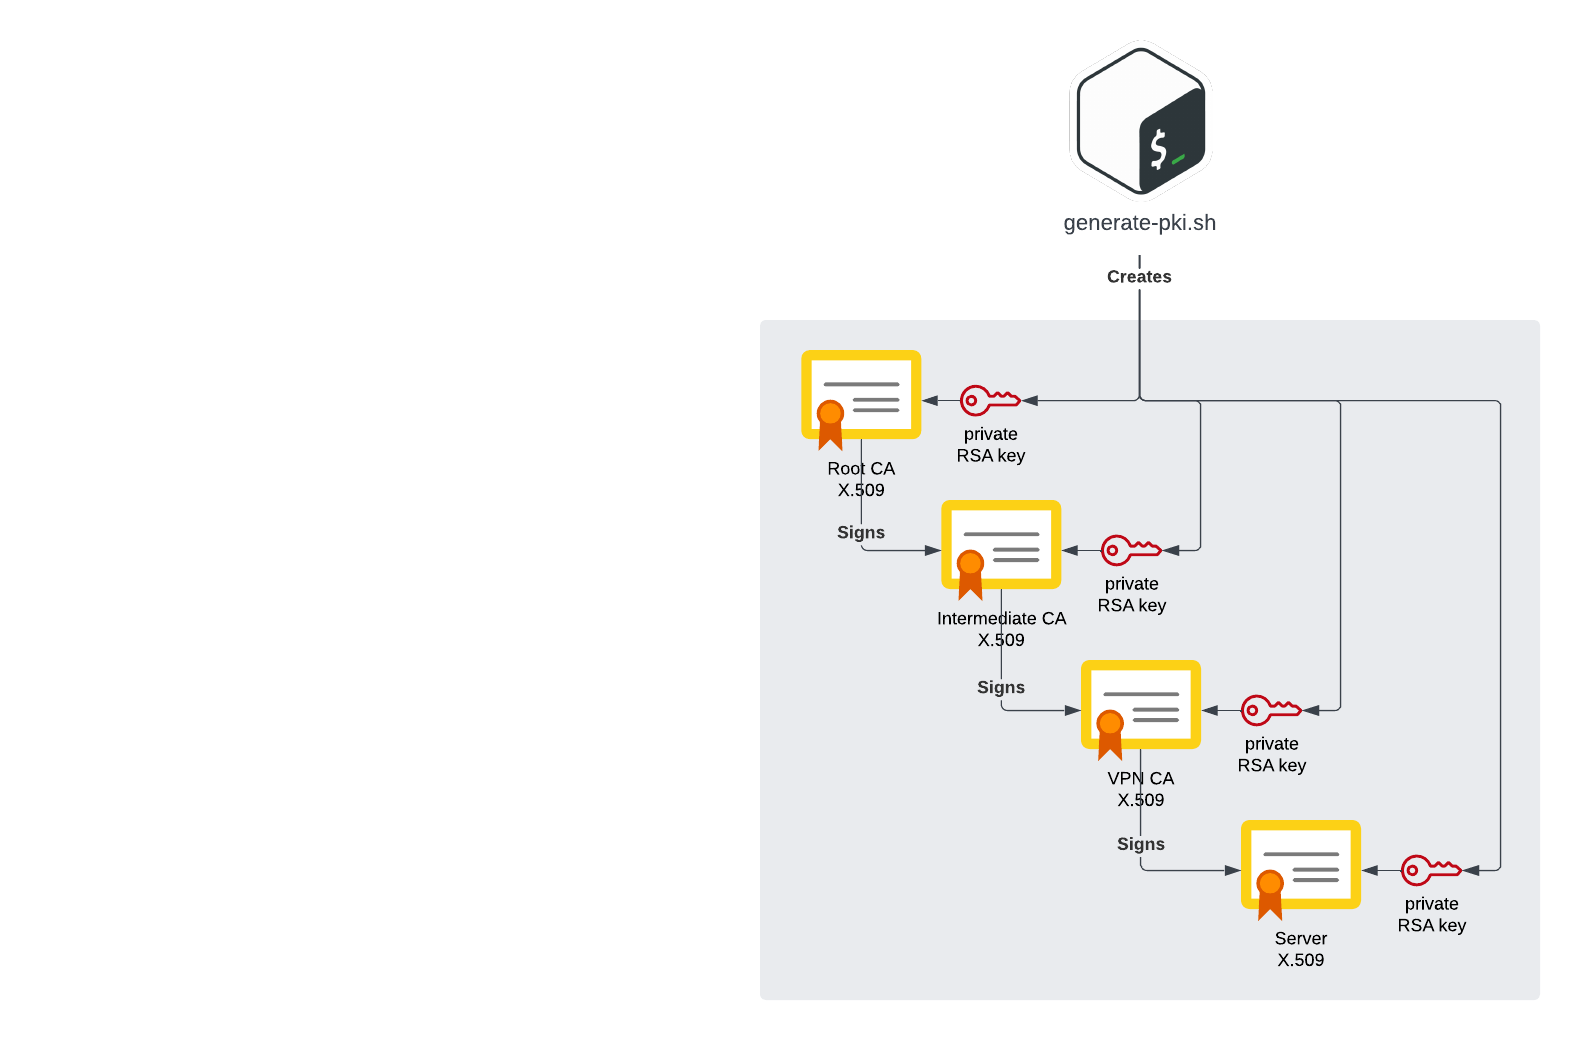 $_
generate-pki.sh
Creates
private
RSA key
Root CA
X.509
Signs
private
RSA key
Intermediate CA
X.509
Signs
private
RSA key
VPN CA
X.509
Signs
private
RSA key
Server
X.509